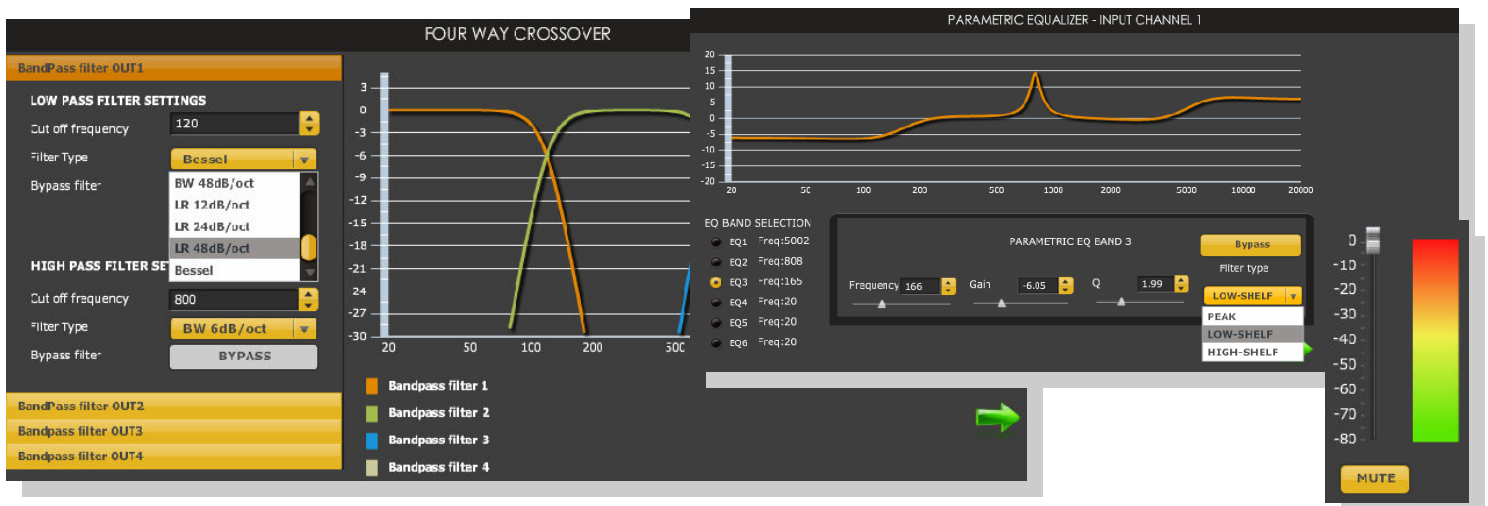 FOUR WAY CROSSOVER
BandPass filter OUT1
LOW PASS FILTER SETTINGS
Cut off frequency
120
Filter Type
Bessel
Bypass filter
BW 48dB/oct
LR 12dB/oct
LR 24dB/oct
LR 48dB/oct
Bessel
HIGH PASS FILTER SE
Cut off frequency
800
Filter Type
BW 6dB/oct
Bypass filter
BYPASS
BandPass filter OUT2
Bandpass filter OUT3
Bandpass filter OUT4
3
0
-3
-6
-9
-12
-15
-18
-21
24
-27
-30
20 50 100 200 500
Bandpass filter 1
Bandpass filter 2
Bandpass filter 3
Bandpass filter 4
PARAMETRIC EQUALIZER - INPUT CHANNEL 1
20
15
10
5
0
-5
-10
-15
-20
20 50 100 200 500 1000 2000 5000 10000 20000
EQ BAND SELECTION
EQ1 Freq:5002
EQ2 Freq:808
EQ3 Freq:165
EQ4 Freq:20
EQ5 Freq:20
EQ6 Freq:20
PARAMETRIC EQ BAND 3
Bypass
Filter type
Frequency 166 Gain -6.05 Q 1.99
LOW-SHELF
PEAK
LOW-SHELF
HIGH-SHELF
0
-10
-20
-30
-40
-50
-60
-70
-80
MUTE